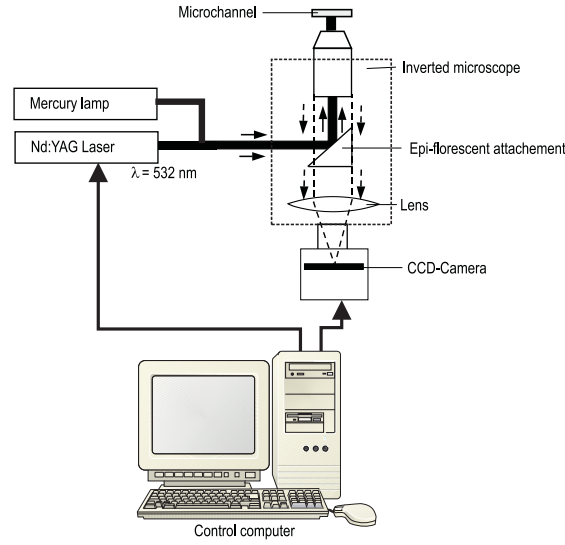 Microchannel
Inverted microscope
Mercury lamp
Nd:YAG Laser
λ = 532 nm
Epi-florescent attachement
Lens
CCD-Camera
Control computer